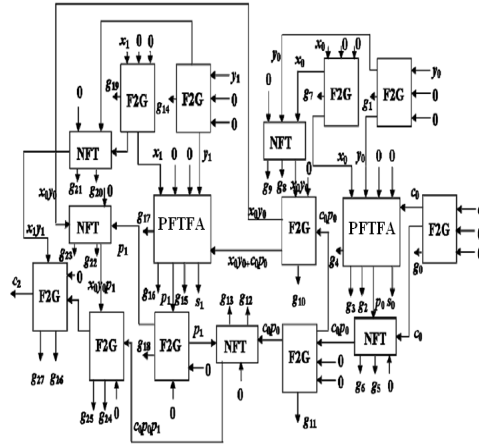 x1 0 0
x0 0 0
y0
x0
g19
F2G
g14
F2G
y1
0
0
0
g7
F2G
g1
F2G
y0
0
0
0
NFT
g21 g20 0
x1
0 0
y1
NFT
g9 g8 x0y0 0
x0
y0 0 0
x0y0
NFT
g23 g22
p1
g17
PFTFA
x0y0
F2G
c0p0
PFTFA
c0
F2G
x1y1
g16 p1 g15 s1
x0y0+c0p0
g4
g3 g2 p0 s0
g0
c2
F2G
0
x0y0p1
g13 g12
g10
c0
g27 g26
F2G
F2G
p1
NFT
c0p0
F2G
c0p0
NFT
g18
0
0
0
g6 g5 0
g25 g24 0
0
c0p0p1
0
g11